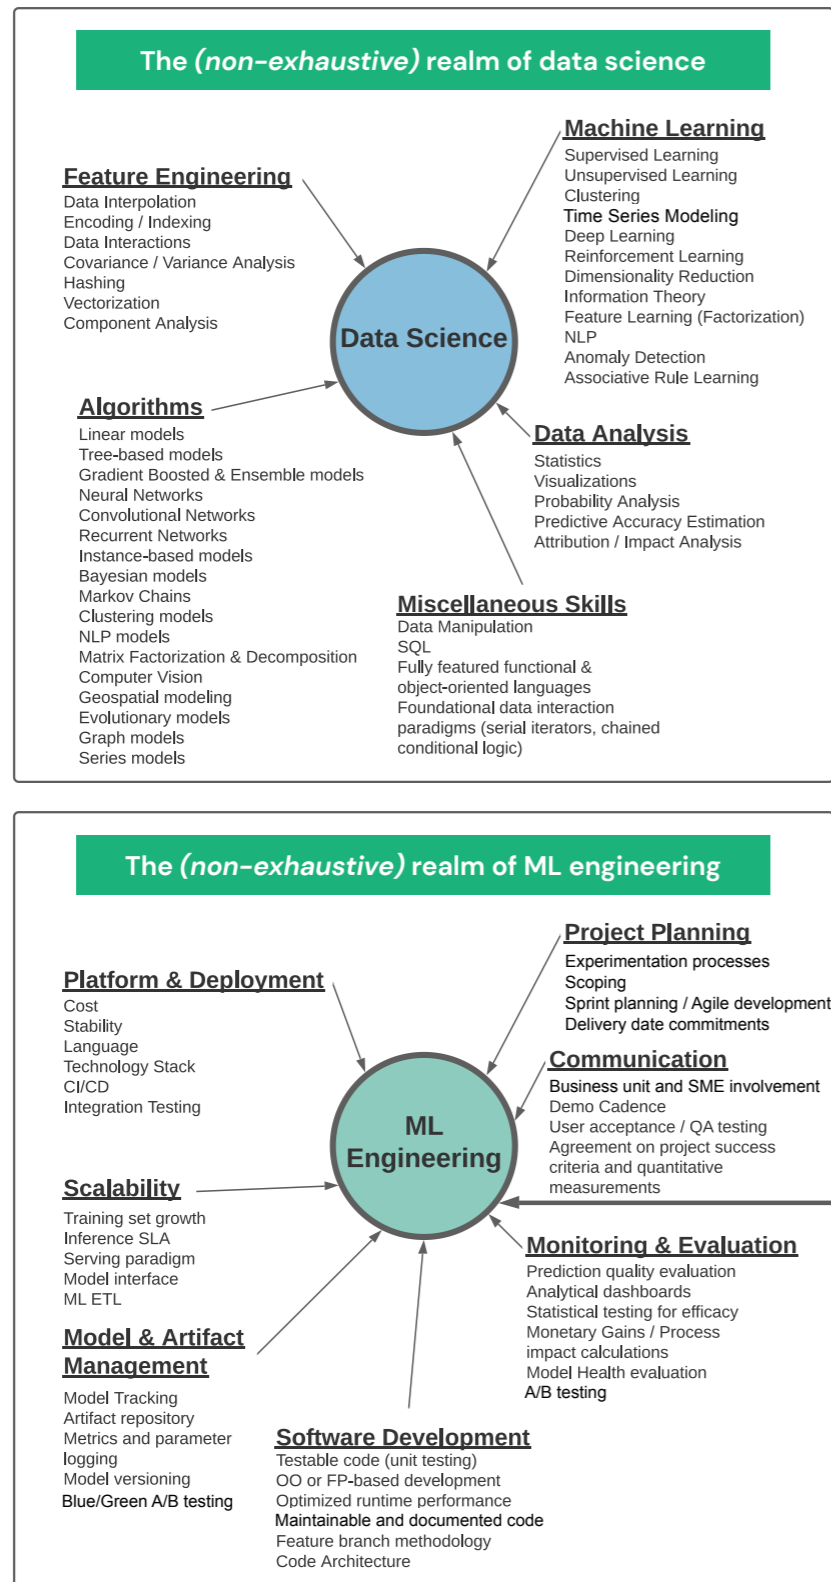 The (non-exhaustive) realm of data science
Feature Engineering
Data Interpolation
Encoding / Indexing
Data Interactions
Covariance / Variance Analysis
Hashing
Vectorization
Component Analysis
Machine Learning
Supervised Learning
Unsupervised Learning
Clustering
Time Series Modeling
Deep Learning
Reinforcement Learning
Dimensionality Reduction
Information Theory
Feature Learning (Factorization)
NLP
Anomaly Detection
Associative Rule Learning
Data Science
Algorithms
Linear models
Tree-based models
Gradient Boosted & Ensemble models
Neural Networks
Convolutional Networks
Recurrent Networks
Instance-based models
Bayesian models
Markov Chains
Clustering models
NLP models
Matrix Factorization & Decomposition
Computer Vision
Geospatial modeling
Evolutionary models
Graph models
Series models
Data Analysis
Statistics
Visualizations
Probability Analysis
Predictive Accuracy Estimation
Attribution / Impact Analysis
Miscellaneous Skills
Data Manipulation
SQL
Fully featured functional &
object-oriented languages
Foundational data interaction
paradigms (serial iterators, chained
conditional logic)
The (non-exhaustive) realm of ML engineering
Platform & Deployment
Cost
Stability
Language
Technology Stack
CI/CD
Integration Testing
Project Planning
Experimentation processes
Scoping
Sprint planning / Agile development
Delivery date commitments
Communication
Business unit and SME involvement
Demo Cadence
User acceptance / QA testing
Agreement on project success
criteria and quantitative
measurements
ML
Engineering
Scalability
Training set growth
Inference SLA
Serving paradigm
Model interface
ML ETL
Monitoring & Evaluation
Prediction quality evaluation
Analytical dashboards
Statistical testing for efficacy
Monetary Gains / Process
impact calculations
Model Health evaluation
A/B testing
Model & Artifact
Management
Model Tracking
Artifact repository
Metrics and parameter
logging
Model versioning
Blue/Green A/B testing
Software Development
Testable code (unit testing)
OO or FP-based development
Optimized runtime performance
Maintainable and documented code
Feature branch methodology
Code Architecture